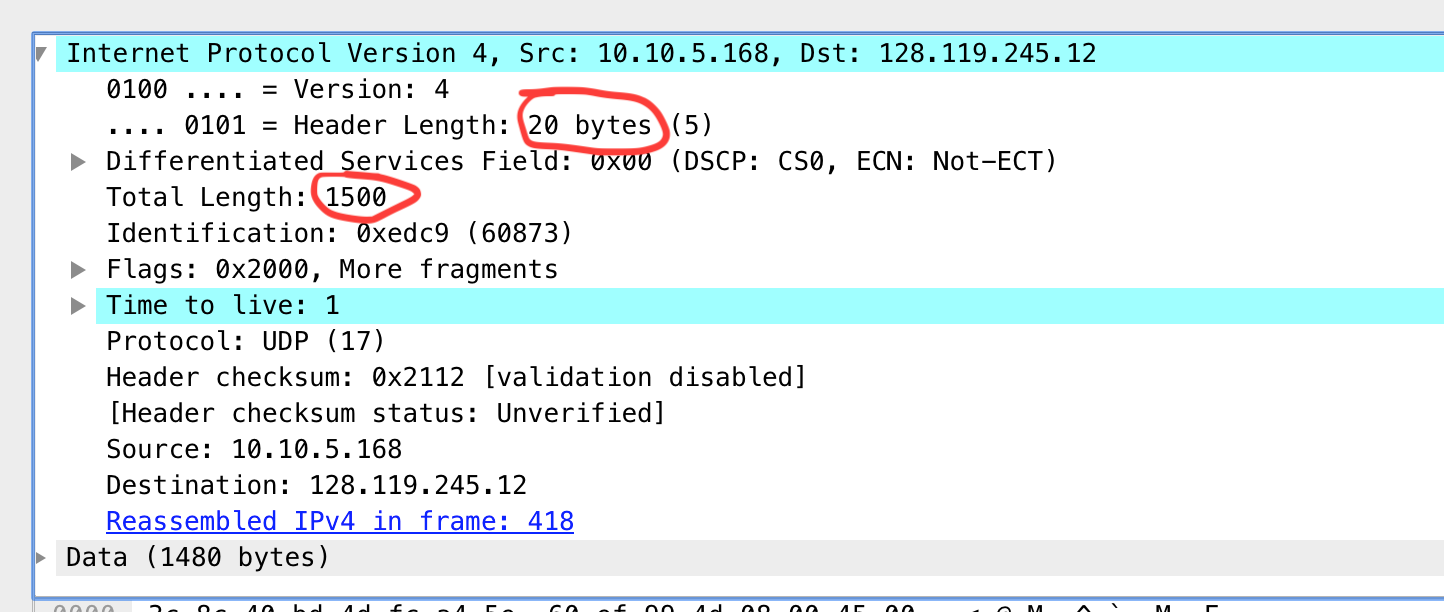 Internet Protocol Version 4, Src: 10.10.5.168, Dst: 128.119.245.12
0100 .... = Version: 4
.... 0101 = Header Length: 20 bytes (5)
Differentiated Services Field: 0x00 (DSCP: CS0, ECN: Not-ECT)
Total Length: 1500
Identification: 0xedc9 (60873)
Flags: 0x2000, More fragments
Time to live: 1
Protocol: UDP (17)
Header checksum: 0x2112 [validation disabled]
[Header checksum status: Unverified]
Source: 10.10.5.168
Destination: 128.119.245.12
Reassembled IPv4 in frame: 418
Data (1480 bytes)